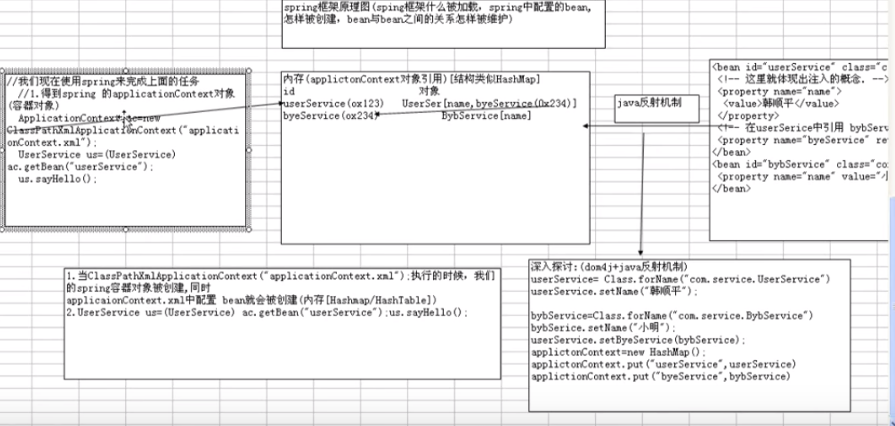 spring框架原理图(sping框架什么被加载，spring中配置的bean,
怎样被创建，bean与bean之间的关系怎样被维护)
//我们现在使用spring来完成上面的任务
//1.得到spring 的applicationContext对象
(容器对象)
ApplicationContext ac=new
ClassPathXmlApplicationContext("applicati
onContext.xml");
UserService us=(UserService)
ac.getBean("userService");
us.sayHello();
内存(applictonContext对象引用)[结构类似HashMap]
id 对象
userService(ox123) UserSer[name,byeService(0x234)]
byeService(ox234) BybService[name]
java反射机制
<bean id="userService" class="c
<!-- 这里就体现出注入的概念. -->
<property name="name">
<value>韩顺平</value>
</property>
<!-- 在userSerice中引用 bybServ
<property name="byeService" re
</bean>
<bean id="bybService" class="co
<property name="name" value="小
</bean>
1.当ClassPathXmlApplicationContext("applicationContext.xml");执行的时候，我们
的spring容器对象被创建,同时
applicaionContext.xml中配置 bean就会被创建(内存[Hashmap/HashTable])
2.UserService us=(UserService) ac.getBean("userService");us.sayHello();
深入探讨:(dom4j+java反射机制)
userService= Class.forName("com.service.UserService")
userService.setName("韩顺平");
bybService=Class.forName("com.service.BybService")
bybSerice.setName("小明");
userService.setByeService(bybService);
applictonContext=new HashMap();
applictonContext.put("userService",userService)
applictionContext.put("byeService",bybService)